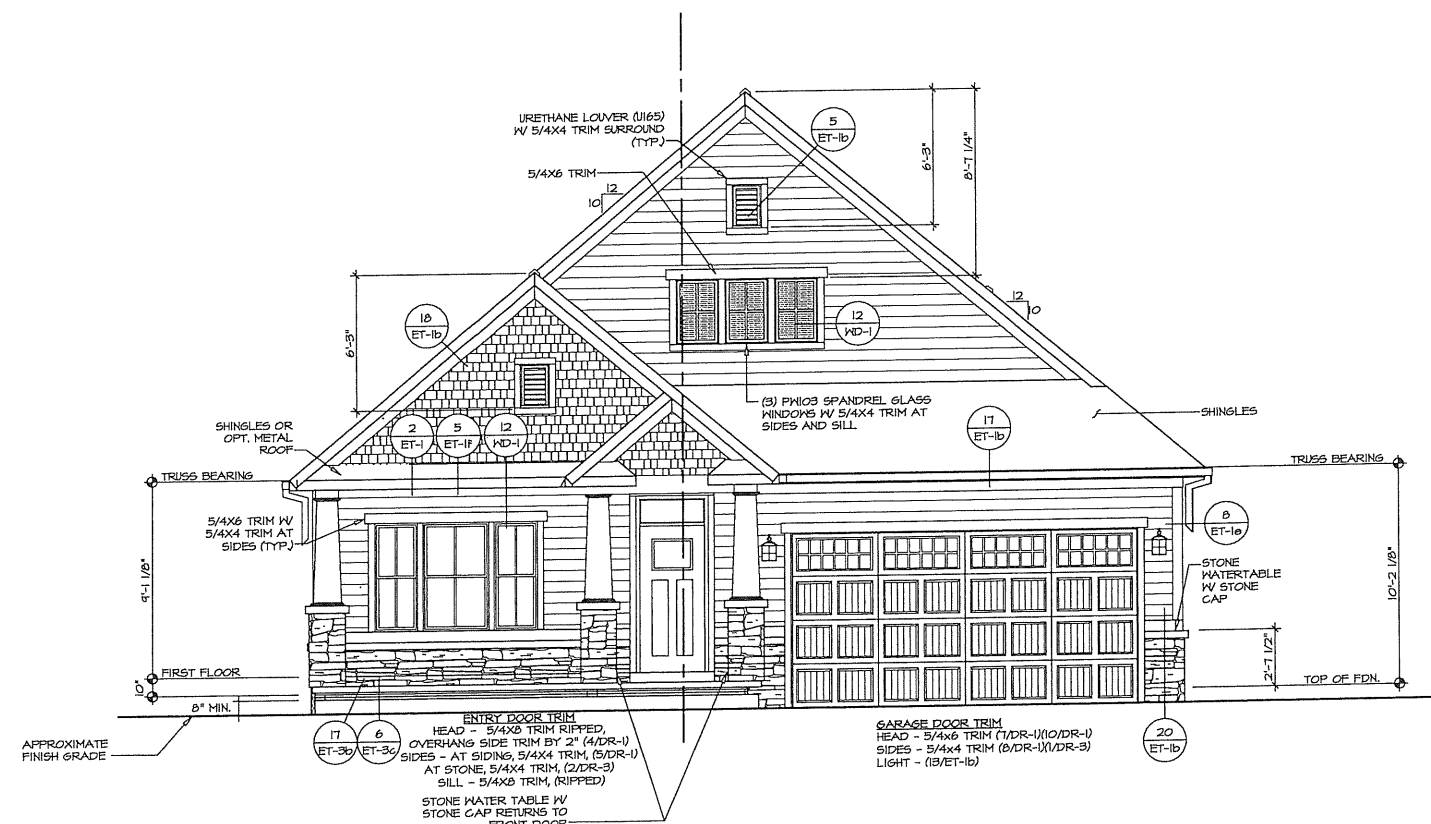 URETHANE LOUVER (U165)
W/ 5/4X4 TRIM SURROUND
(TYP.)
5
ET-1b
6'-3"
8'-7 1/4"
5/4X6 TRIM
12
10
12
10
18
ET-1b
6'-3"
12
WD-1
(3) PW103 SPANDREL GLASS
WINDOWS W/ 5/4X4 TRIM AT
SIDES AND SILL
SHINGLES
SHINGLES OR
OPT. METAL
ROOF
2
ET-1
5
ET-1f
12
WD-1
17
ET-1b
TRUSS BEARING
TRUSS BEARING
5/4X6 TRIM W/
5/4X4 TRIM AT
SIDES (TYP.)
8
ET-1e
9'-1 1/8"
10'-2 1/8"
STONE
WATERTABLE
W/ STONE
CAP
2'-7 1/2"
FIRST FLOOR
TOP OF FDN.
10"
8" MIN.
APPROXIMATE
FINISH GRADE
17
ET-3b
6
ET-3c
ENTRY DOOR TRIM
HEAD - 5/4X8 TRIM RIPPED,
OVERHANG SIDE TRIM BY 2" (4/DR-1)
SIDES - AT SIDING, 5/4X4 TRIM, (5/DR-1)
AT STONE, 5/4X4 TRIM, (2/DR-3)
SILL - 5/4X8 TRIM, (RIPPED)
GARAGE DOOR TRIM
HEAD - 5/4x6 TRIM (7/DR-1)(10/DR-1)
SIDES - 5/4x4 TRIM (8/DR-1)(1/DR-3)
LIGHT - (13/ET-1b)
20
ET-1b
STONE WATER TABLE W/
STONE CAP RETURNS TO
FRONT DOOR